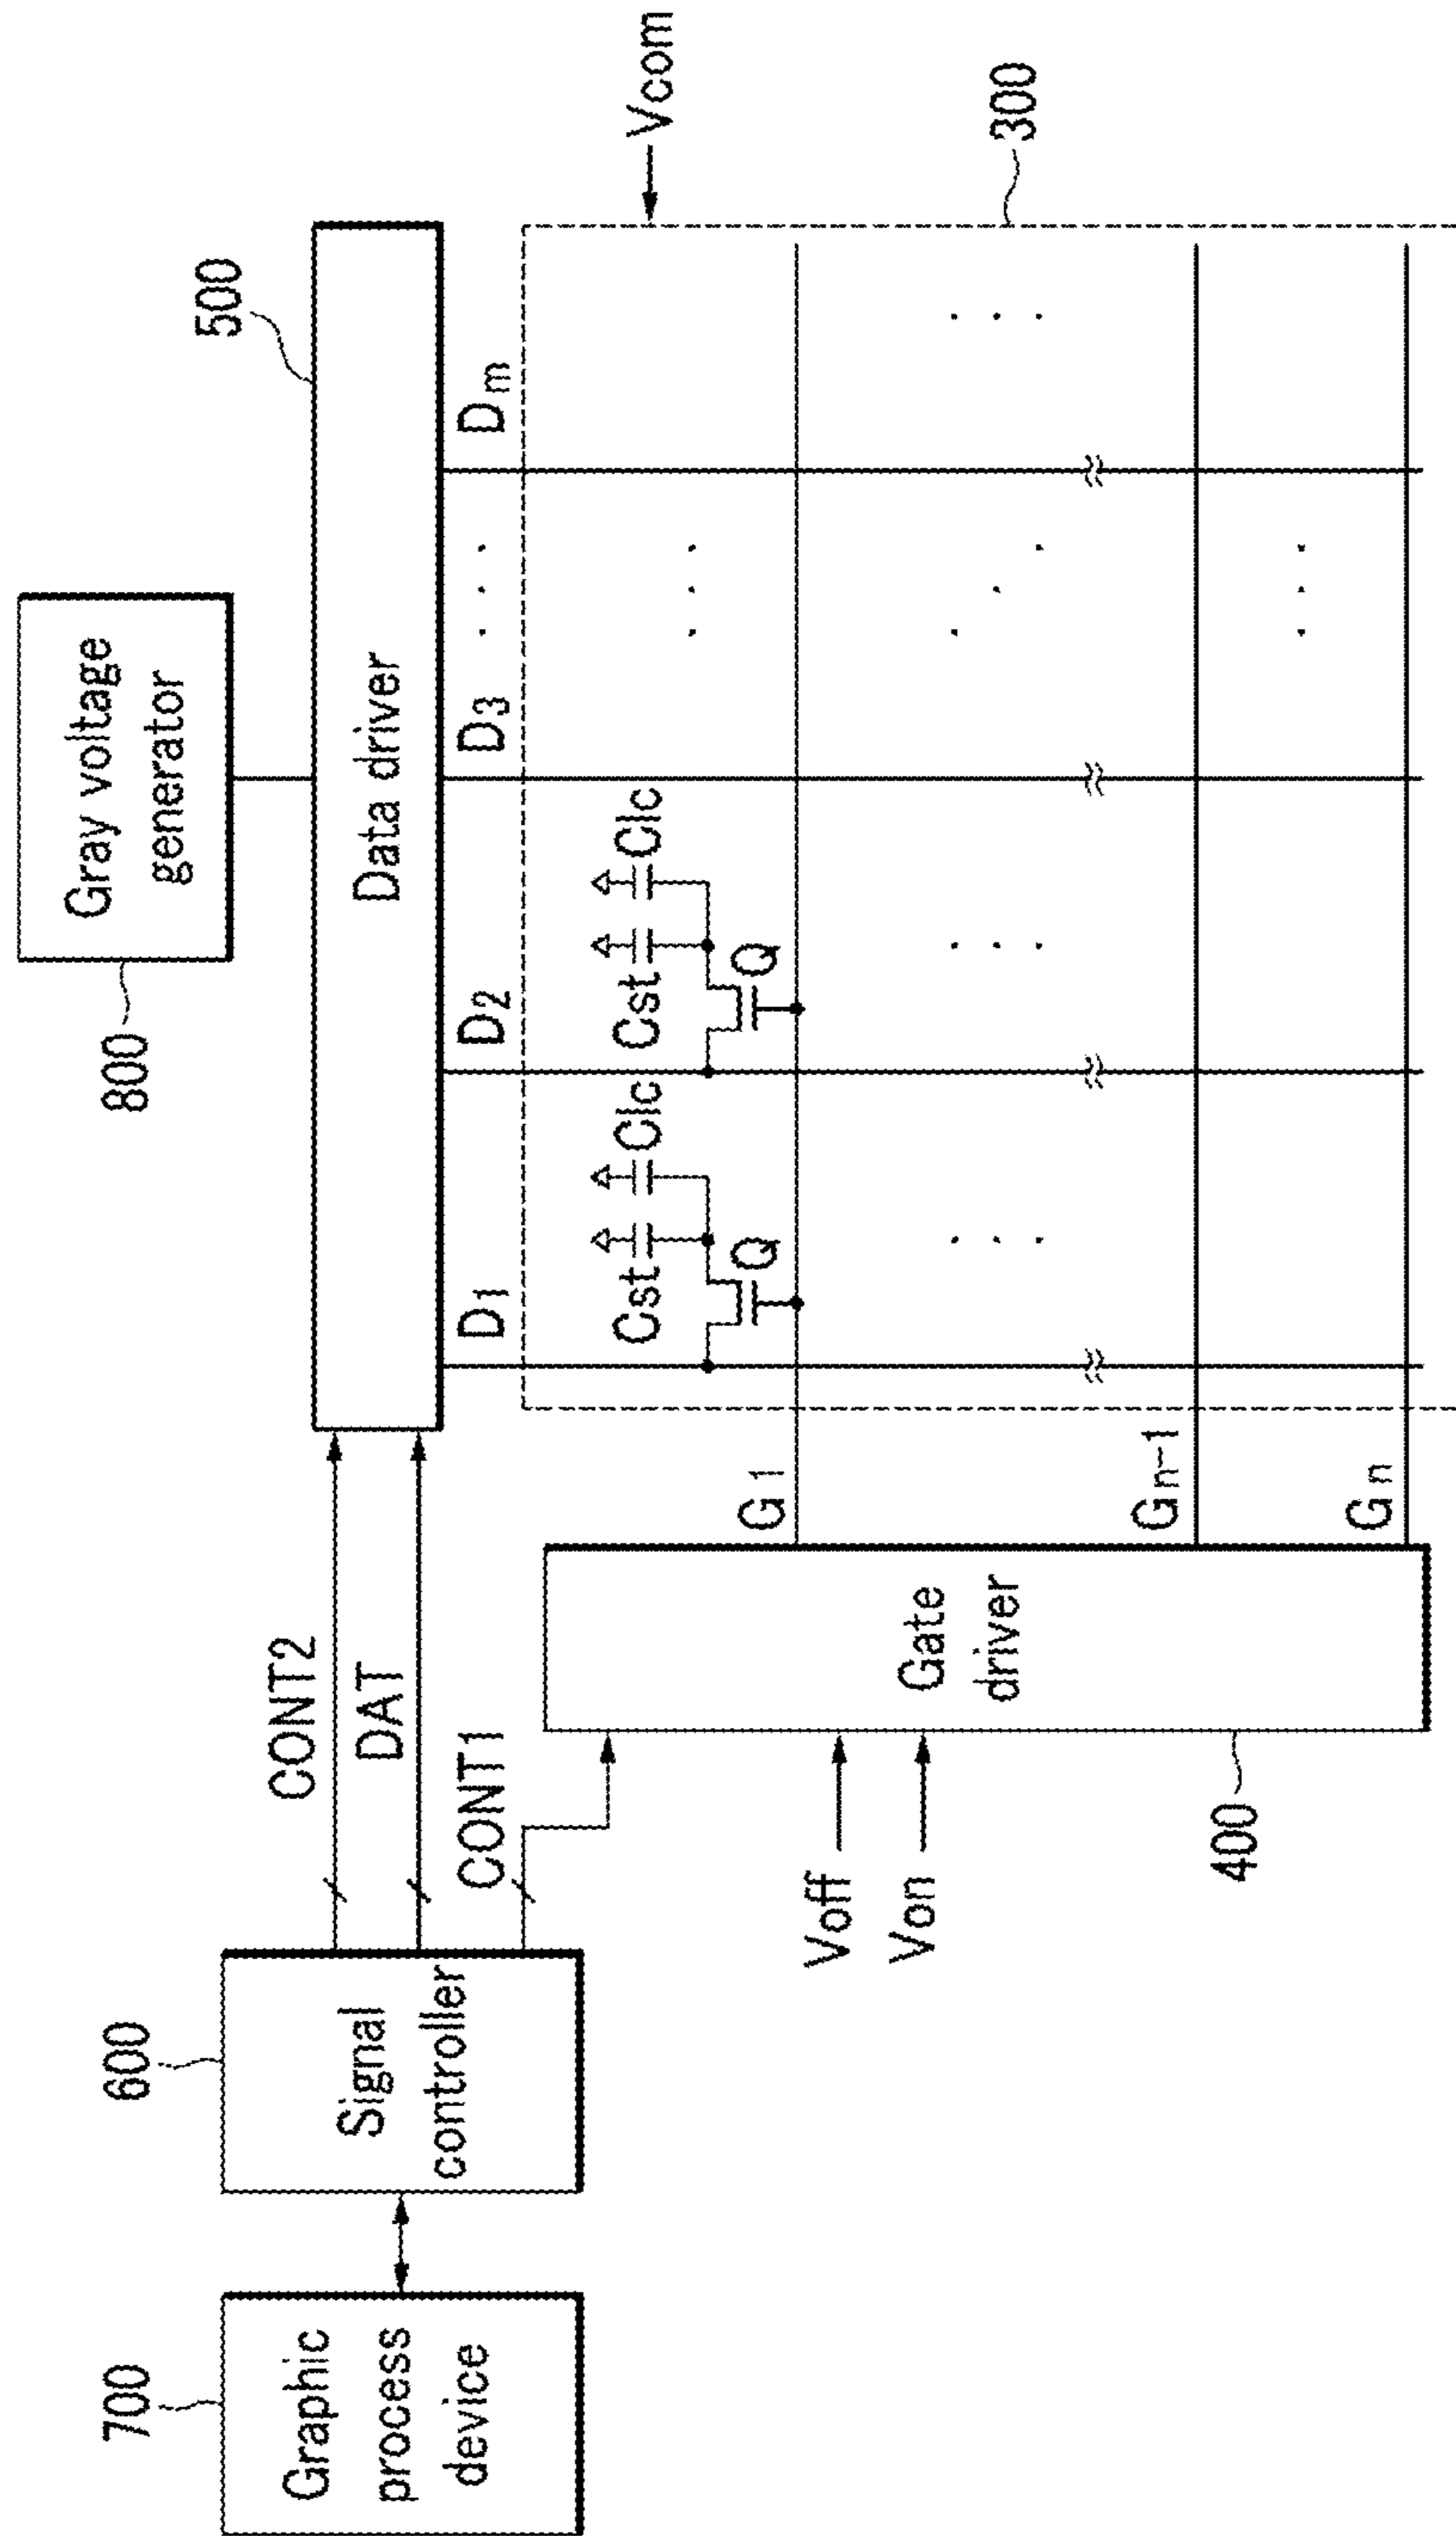 800
Gray voltage
generator
500
Data driver
700
Graphic
process
device
600
Signal
controller
CONT2
DAT
CONT1
D1
D2
D3
. . .
Dm
Vcom
Cst
Clc
Q
Cst
Clc
Q
G1
Voff
Von
Gate
driver
300
Gn-1
Gn
400